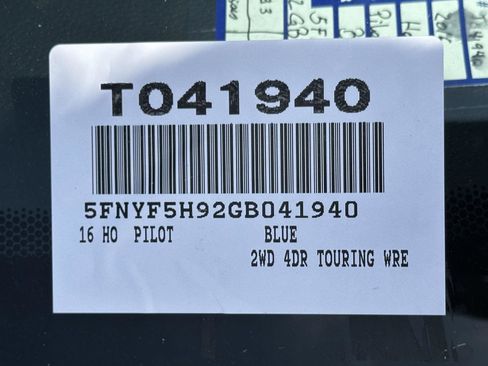 T041940
5FNYF5H92GB041940
16 HO PILOT BLUE
2WD 4DR TOURING WRE